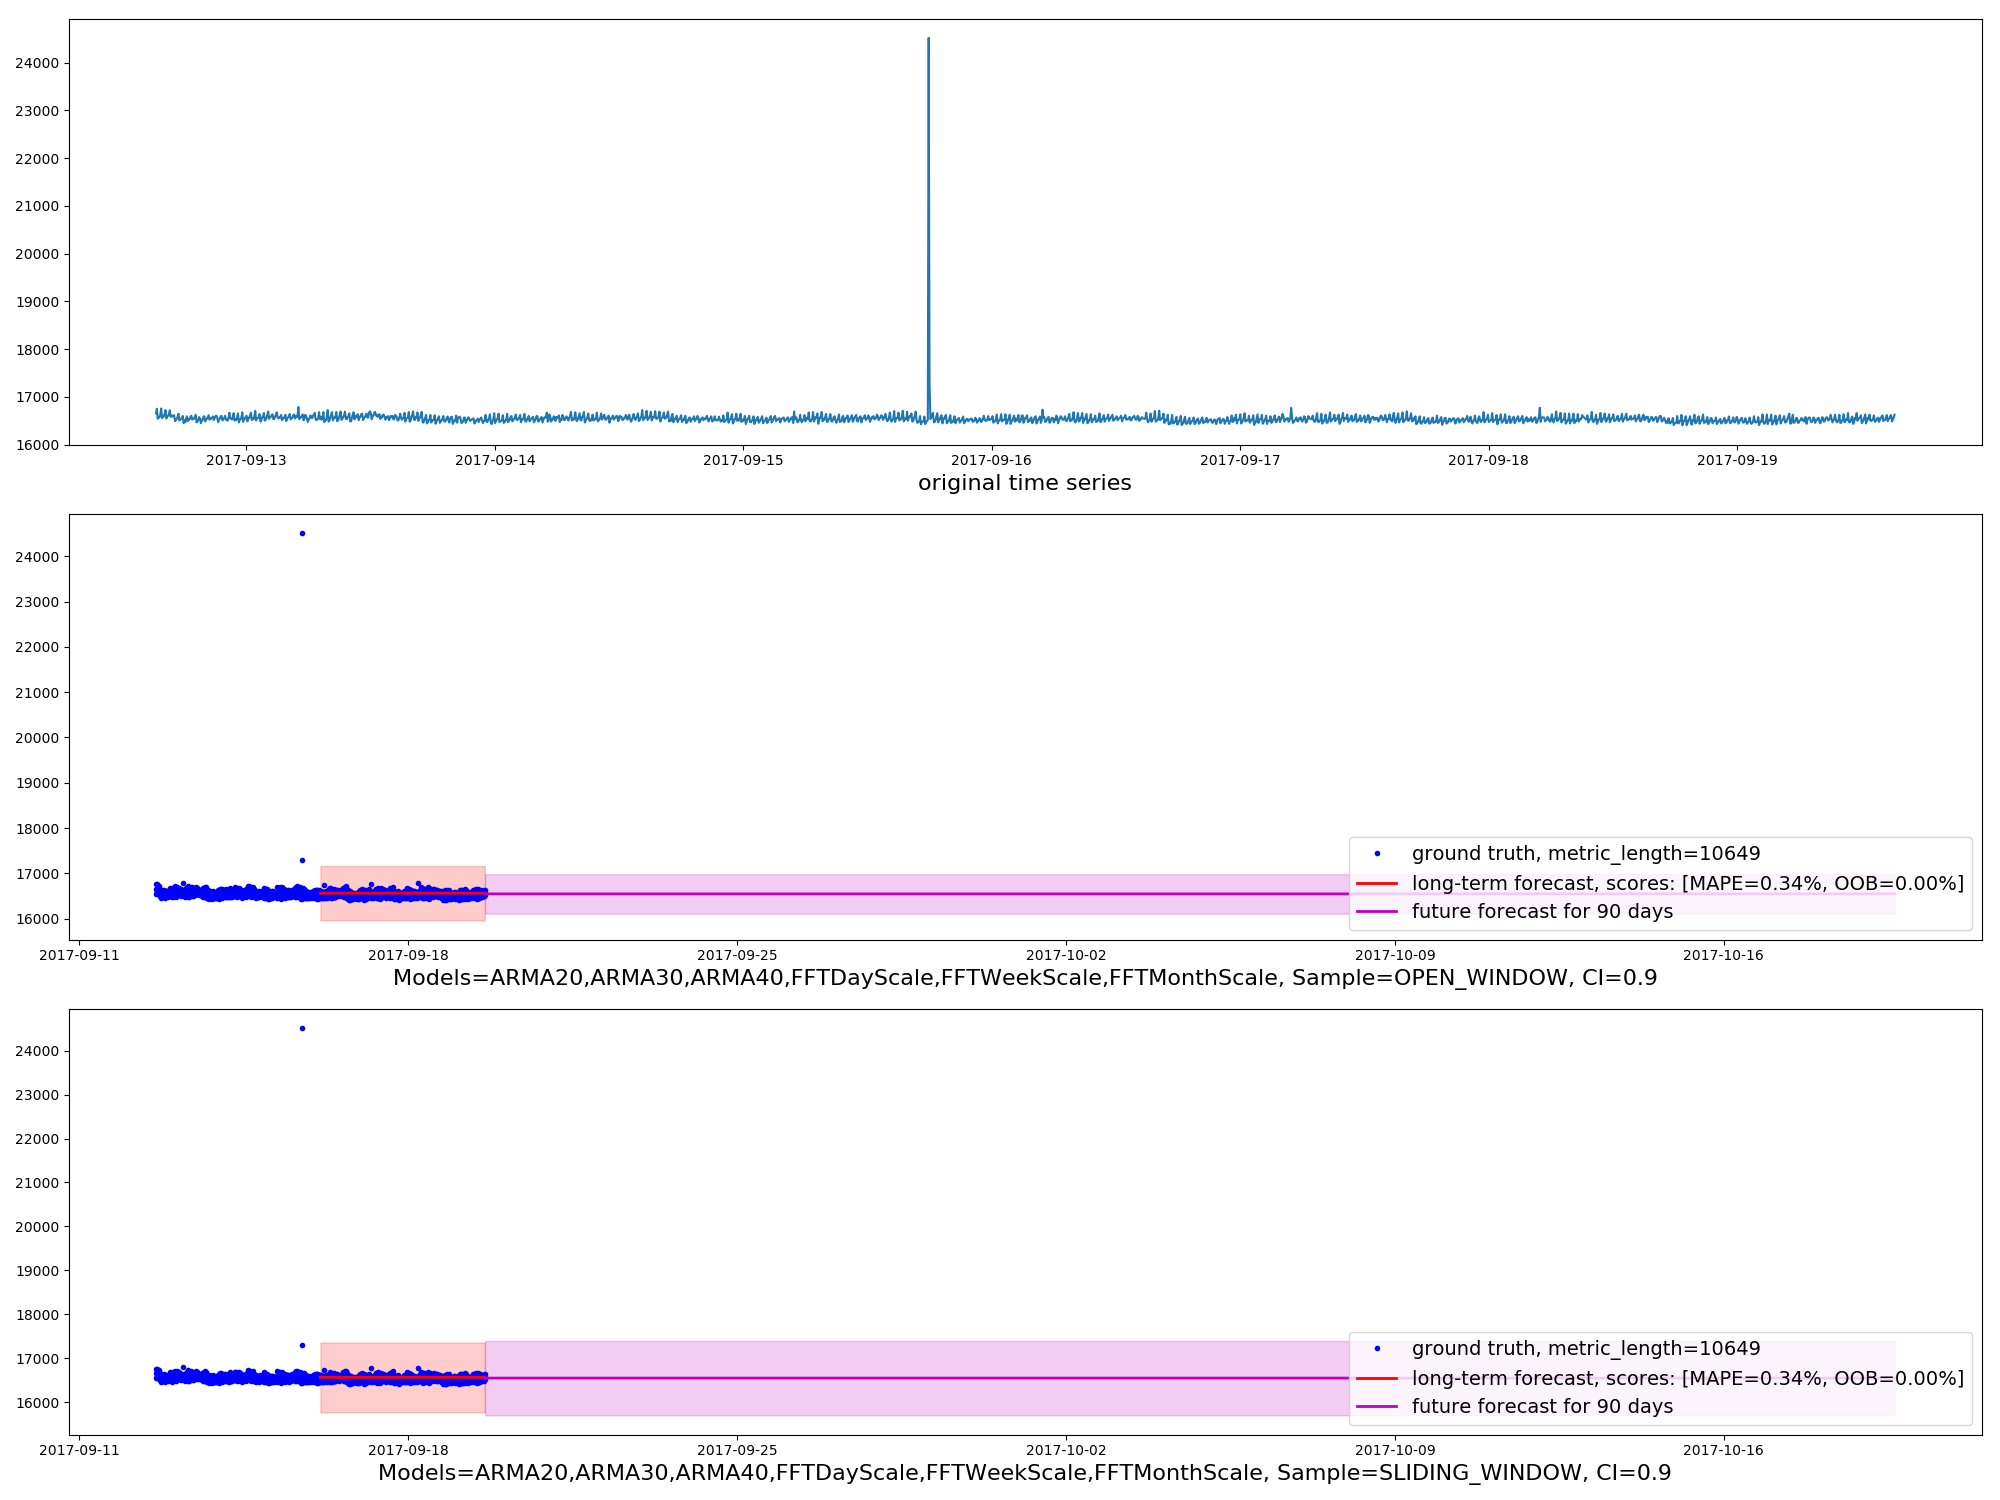 24000
23000
22000
21000
20000
19000
18000
17000
16000
2017-09-13 2017-09-14 2017-09-15 2017-09-16 2017-09-17 2017-09-18 2017-09-19
original time series
24000
23000
22000
21000
20000
19000
18000
17000
16000
ground truth, metric_length=10649
long-term forecast, scores: [MAPE=0.34%, OOB=0.00%]
future forecast for 90 days
2017-09-11 2017-09-18 2017-09-25 2017-10-02 2017-10-09 2017-10-16
Models=ARMA20,ARMA30,ARMA40,FFTDayScale,FFTWeekScale,FFTMonthScale, Sample=OPEN_WINDOW, CI=0.9
24000
23000
22000
21000
20000
19000
18000
17000
16000
ground truth, metric_length=10649
long-term forecast, scores: [MAPE=0.34%, OOB=0.00%]
future forecast for 90 days
2017-09-11 2017-09-18 2017-09-25 2017-10-02 2017-10-09 2017-10-16
Models=ARMA20,ARMA30,ARMA40,FFTDayScale,FFTWeekScale,FFTMonthScale, Sample=SLIDING_WINDOW, CI=0.9